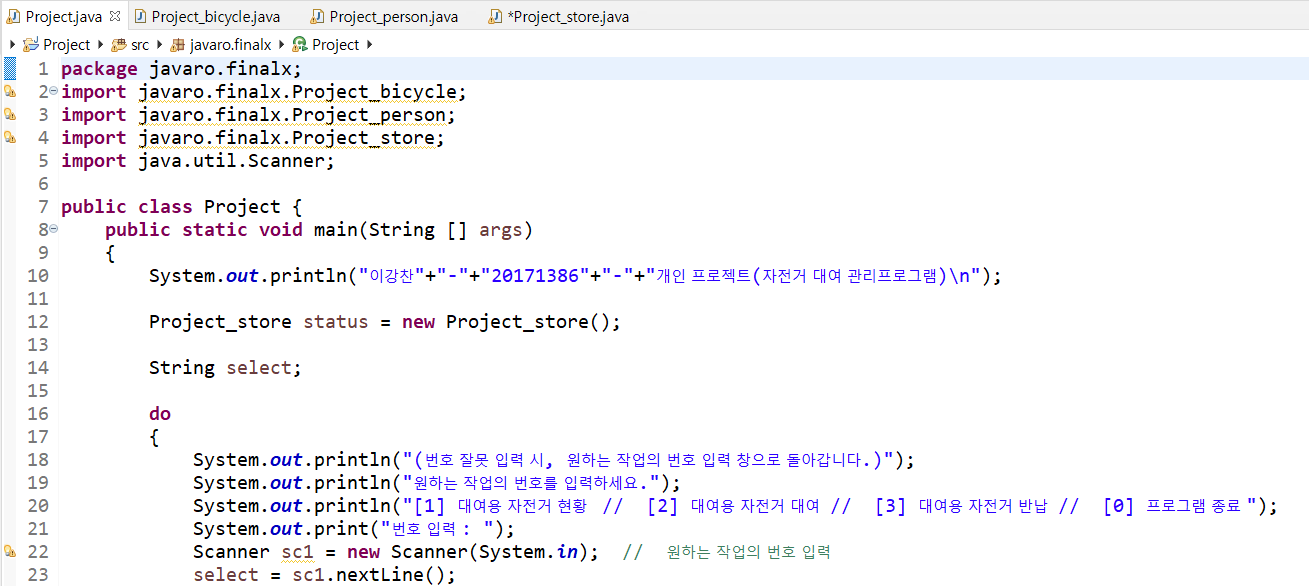 Project.java Project_bicycle.java Project_person.java *Project_store.java
Project src javaro.finalx Project
1 package javaro.finalx;
2 import javaro.finalx.Project_bicycle;
3 import javaro.finalx.Project_person;
4 import javaro.finalx.Project_store;
5 import java.util.Scanner;
6
7 public class Project {
8 public static void main(String [] args)
9 {
10 System.out.println("이강찬"+"-"+"20171386"+"-"+"개인 프로젝트(자전거 대여 관리프로그램)\n");
11
12 Project_store status = new Project_store();
13
14 String select;
15
16 do
17 {
18 System.out.println("(번호 잘못 입력 시, 원하는 작업의 번호 입력 창으로 돌아갑니다.)");
19 System.out.println("원하는 작업의 번호를 입력하세요.");
20 System.out.println("[1] 대여용 자전거 현황 // [2] 대여용 자전거 대여 // [3] 대여용 자전거 반납 // [0] 프로그램 종료 ");
21 System.out.print("번호 입력 : ");
22 Scanner sc1 = new Scanner(System.in); // 원하는 작업의 번호 입력
23 select = sc1.nextLine();